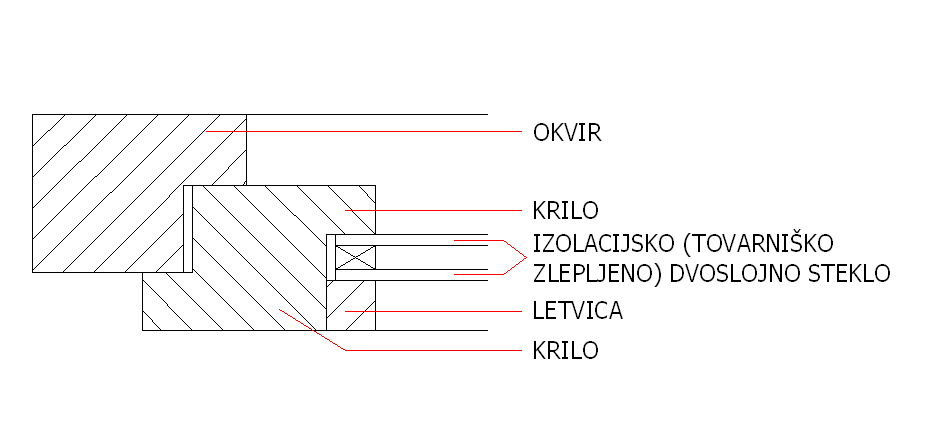 OKVIR
KRILO
IZOLACIJSKO (TOVARNIŠKO
ZLEPLJENO) DVOSLOJNO STEKLO
LETVICA
KRILO